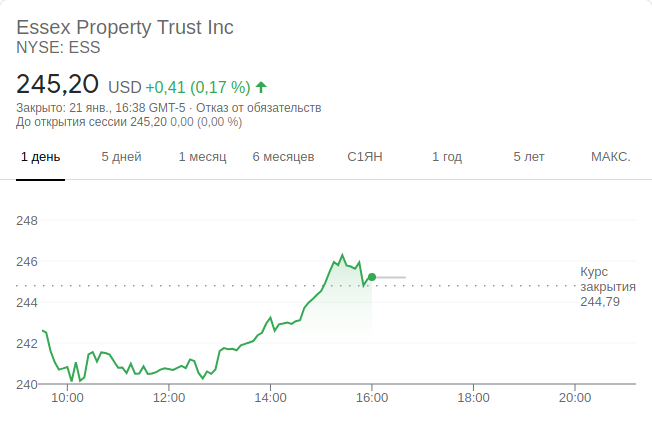 Essex Property Trust Inc
NYSE: ESS
245,20 USD +0,41 (0,17 %)
Закрыто: 21 янв., 16:38 GMT-5 · Отказ от обязательств
До открытия сессии 245,20 0,00 (0,00 %)
1 день 5 дней 1 месяц 6 месяцев С1ЯН 1 год 5 лет МАКС.
248
246
Курс
закрытия
244,79
244
242
240
10:00 12:00 14:00 16:00 18:00 20:00